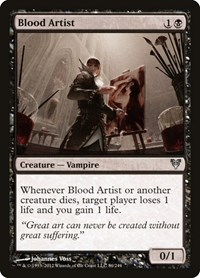 Blood Artist 1
Creature — Vampire
Whenever Blood Artist or another
creature dies, target player loses 1
life and you gain 1 life.
“Great art can never be created without
great suffering.”
Johannes Voss
0/1